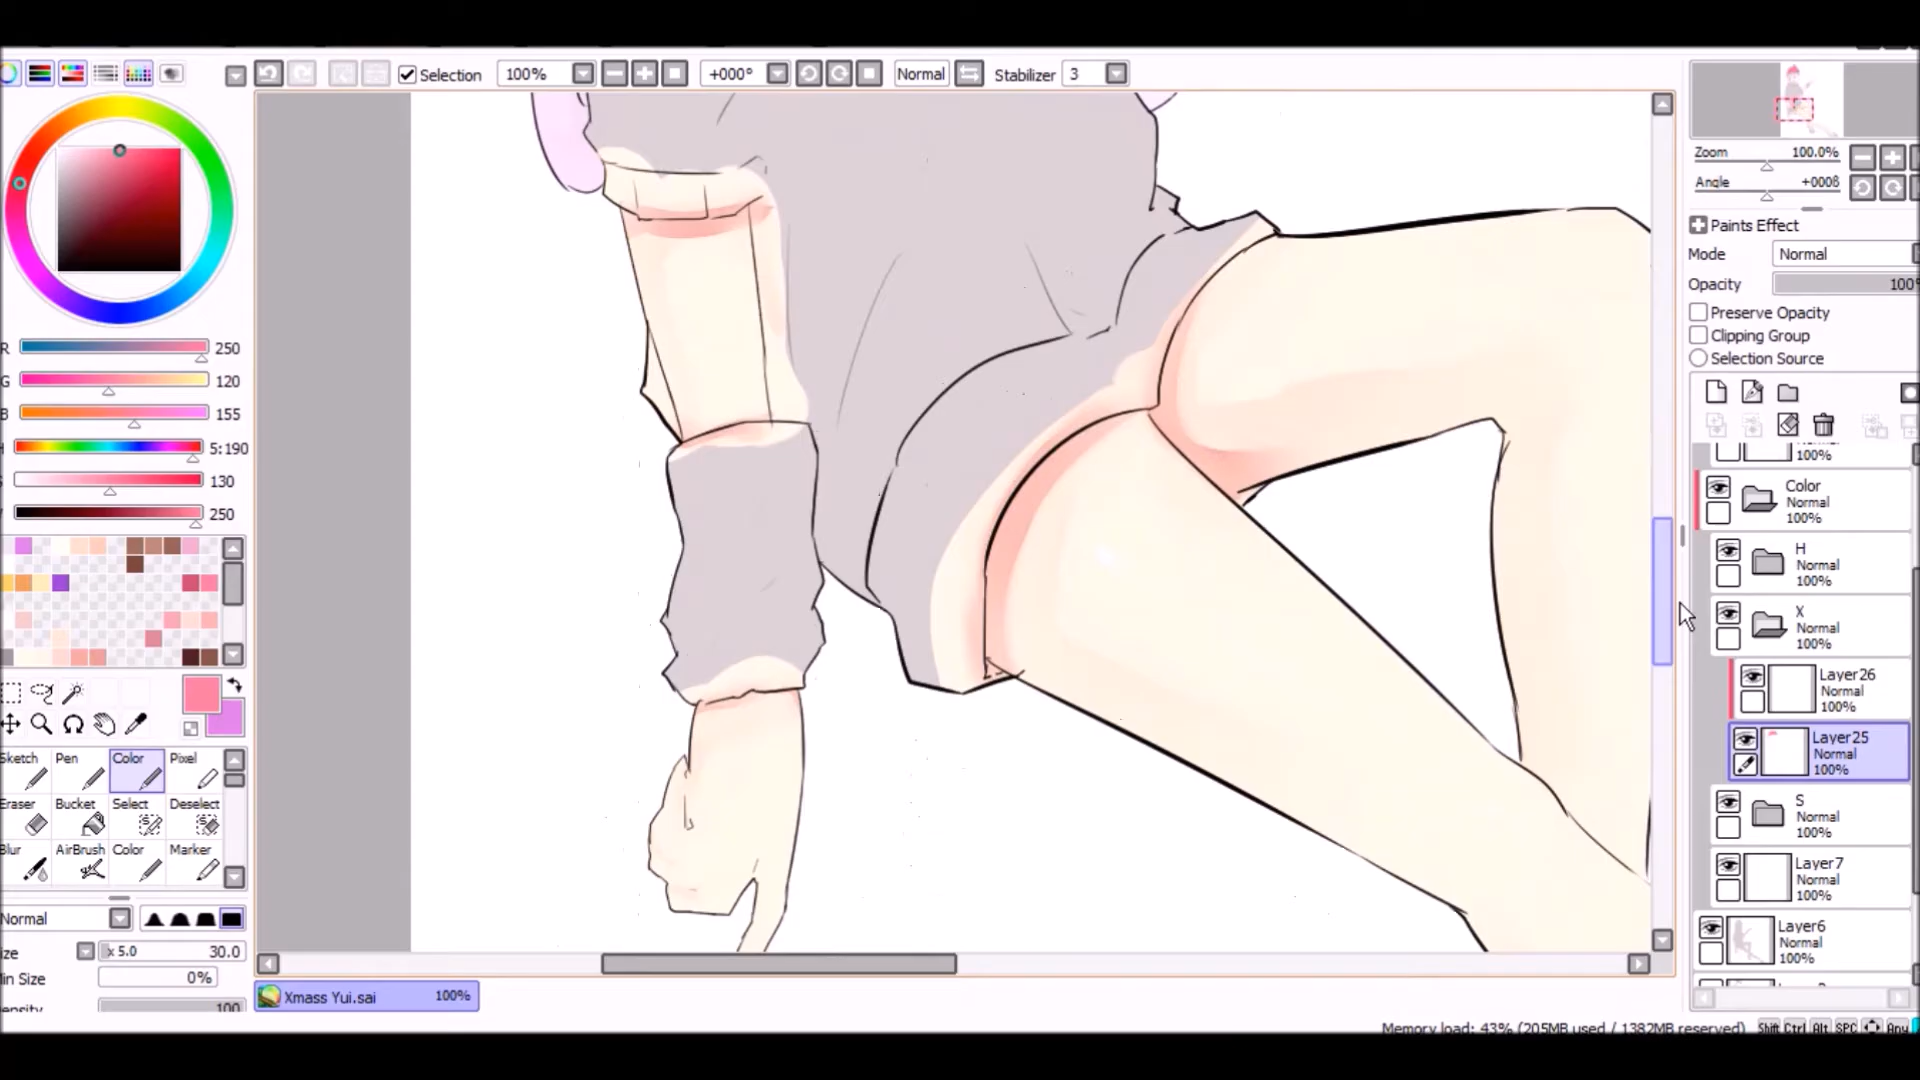 Selection 100% +000° Normal Stabilizer 3
Zoom 100.0%
Angle
Paints Effect
Mode Normal
Opacity
Preserve Opacity
Clipping Group
Selection Source
R 250
G 120
B 155
130
250
100%
Color
Normal
100%
H
Normal
100%
X
Normal
100%
Layer26
Normal
100%
Layer25
Normal
100%
S
Normal
100%
Layer7
Normal
100%
Layer6
Normal
100%
Sketch Pen Color Pixel
Eraser Bucket Select Deselect
Blur AirBrush Color Marker
Normal
x 5.0 30.0
Min Size 0%
100
Xmass Yui.sai 100%
Memory load: 43% (205MB used / 1382MB reserved) Shift Ctrl Alt SPC Any